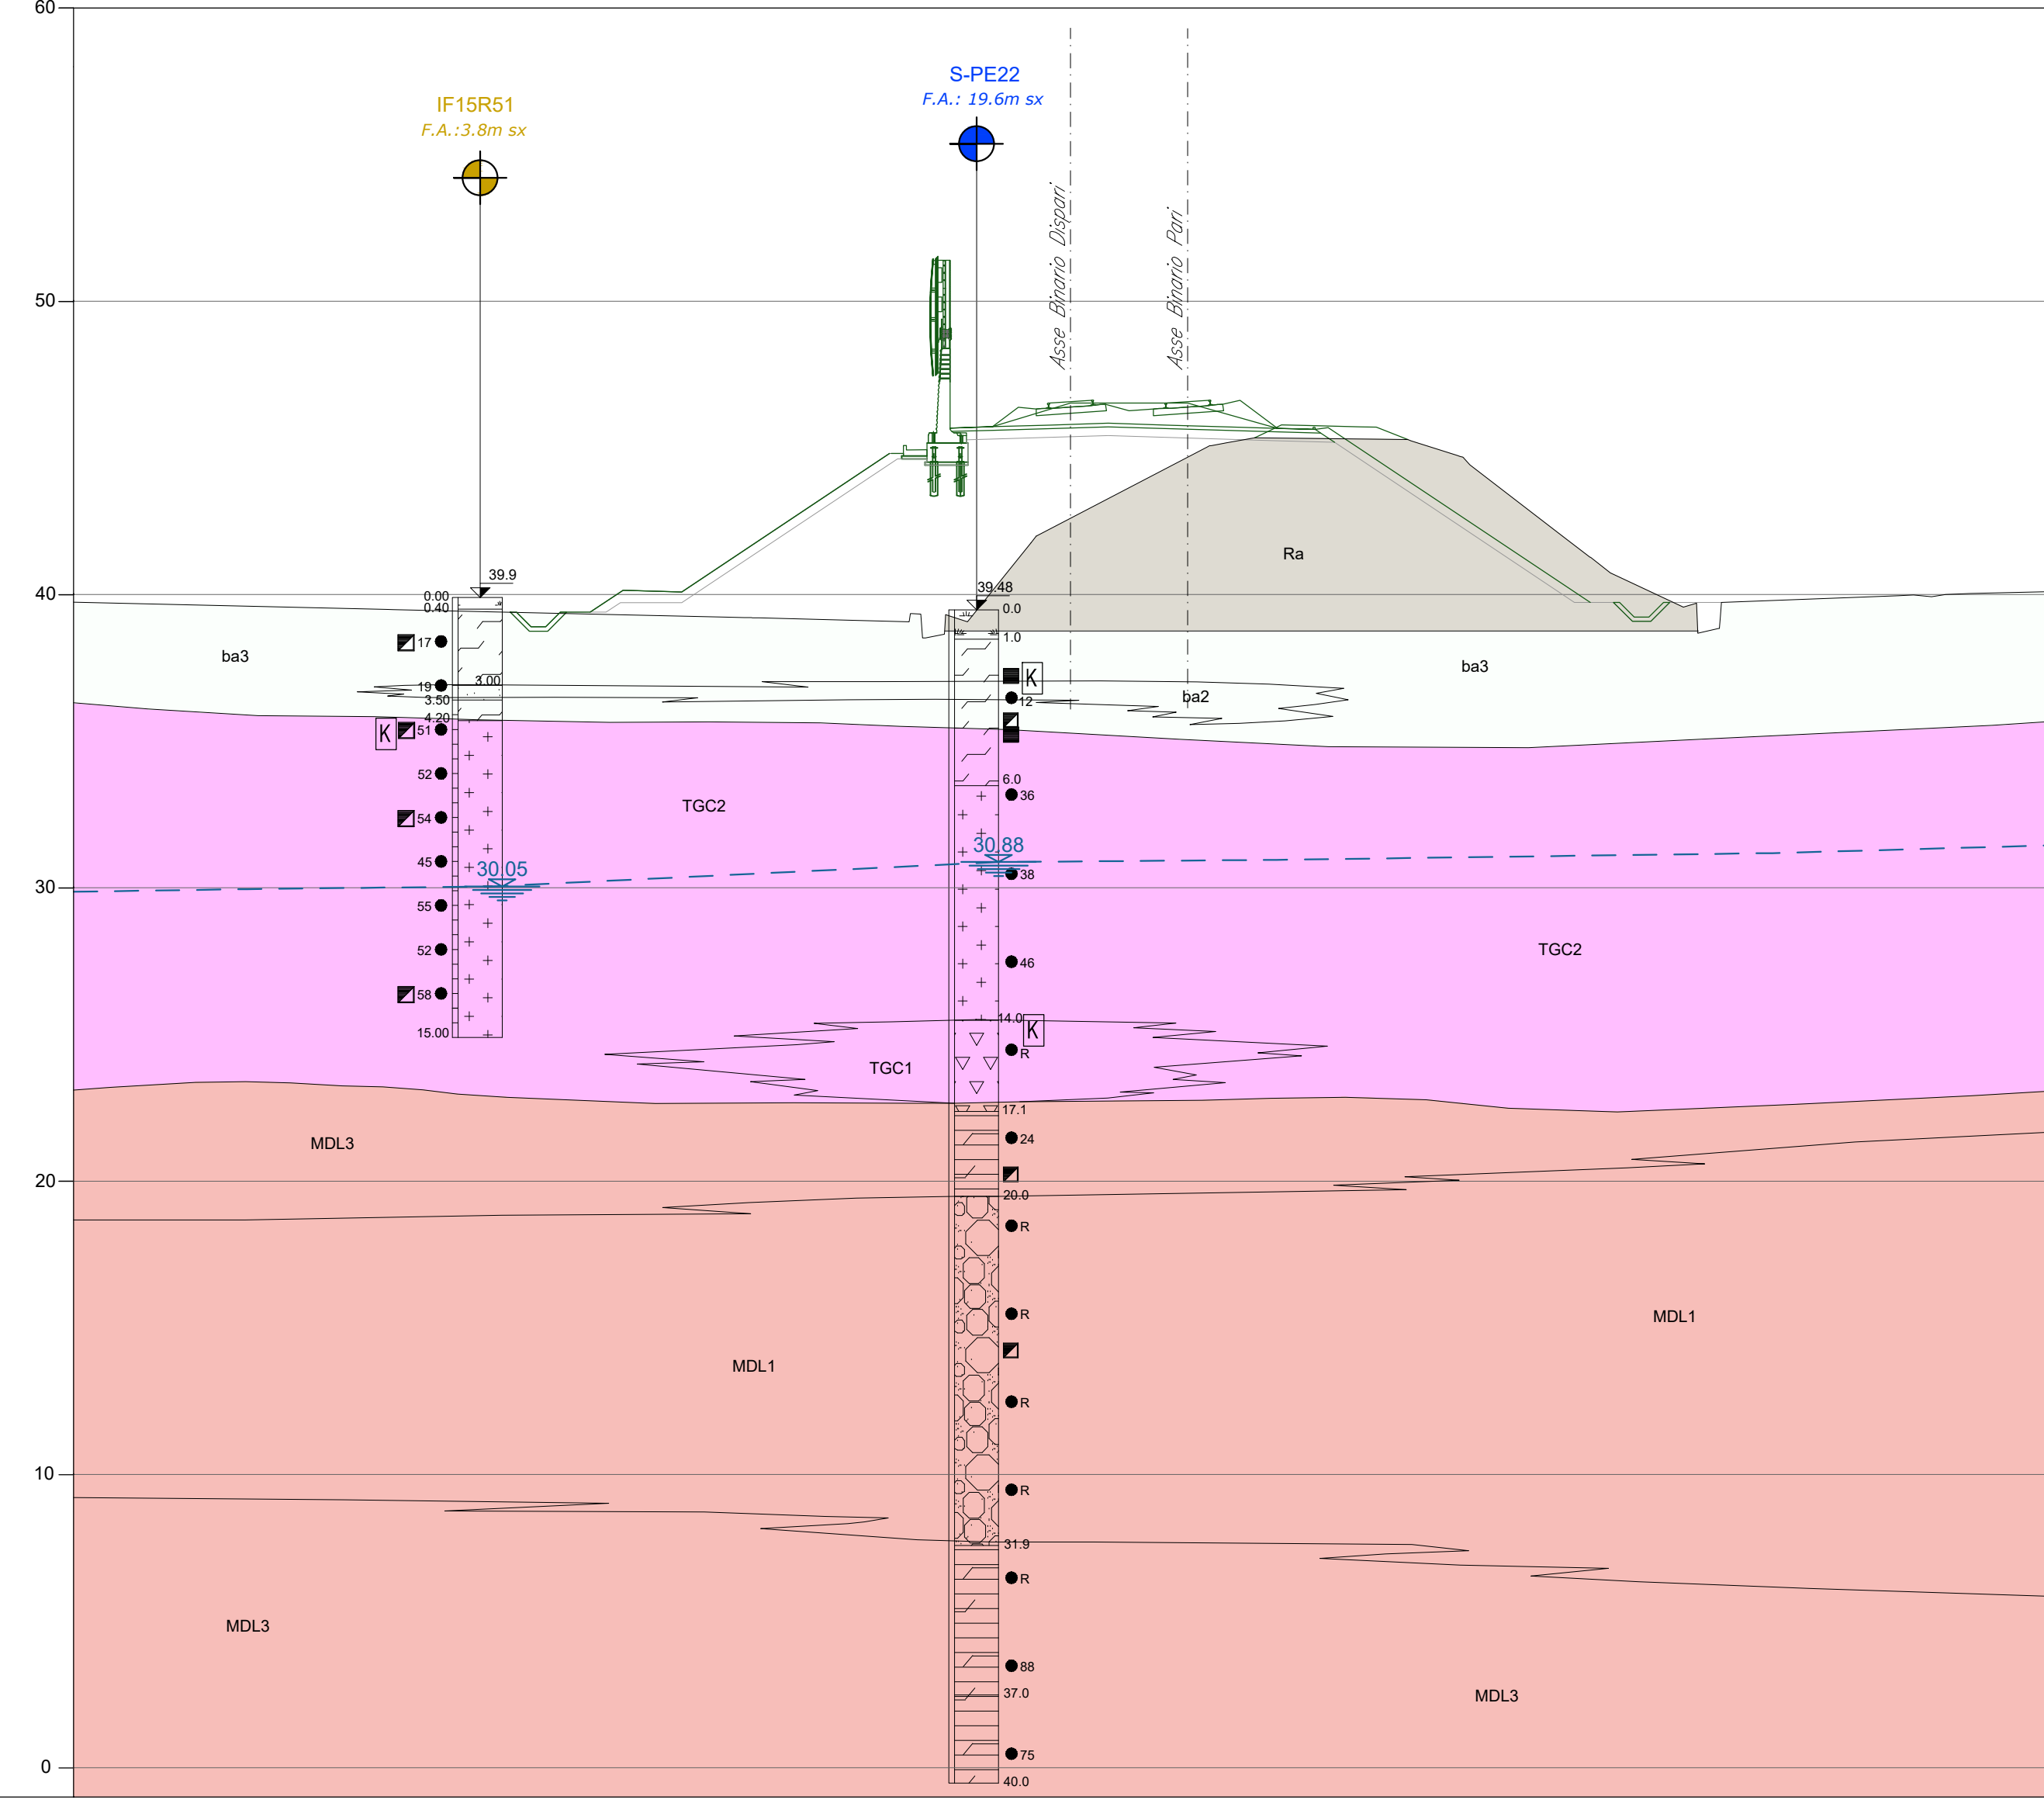 60
50
40
30
20
10
0
IF15R51
F.A.:3.8m sx
S-PE22
F.A.: 19.6m sx
Asse Binario Dispari
Asse Binario Pari
39.9
0.00
0.40
17
19
3.00
3.50
4.20
K
51
52
54
45
30.05
55
52
58
15.00
39.48
0.0
1.0
K
12
6.0
36
30.88
38
46
14.0
K
R
17.1
24
20.0
R
R
R
R
31.9
R
88
37.0
75
40.0
Ra
ba3
ba3
ba2
TGC2
TGC2
TGC1
MDL3
MDL1
MDL1
MDL3
MDL3